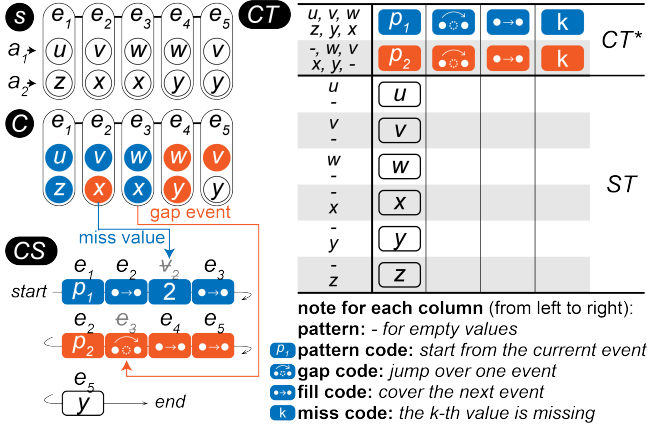 S e1 e2 e3 e4 e5
a1 u v w w v
a2 z x x y y
C e1 e2 e3 e4 e5
u v w w v
z x x y y
gap event
miss value
CS e1 e2 v2 e3
start p1 2
e2 e3 e4 e5
p2
e5
y end
CT u, v, w p1 k CT*
z, y, x
-, w, v p2 k
x, y, -
u u ST
-
v v
-
w w
-
- x
x
- y
y
- z
z
note for each column (from left to right):
pattern: - for empty values
p1 pattern code: start from the currernt event
gap code: jump over one event
fill code: cover the next event
k miss code: the k-th value is missing